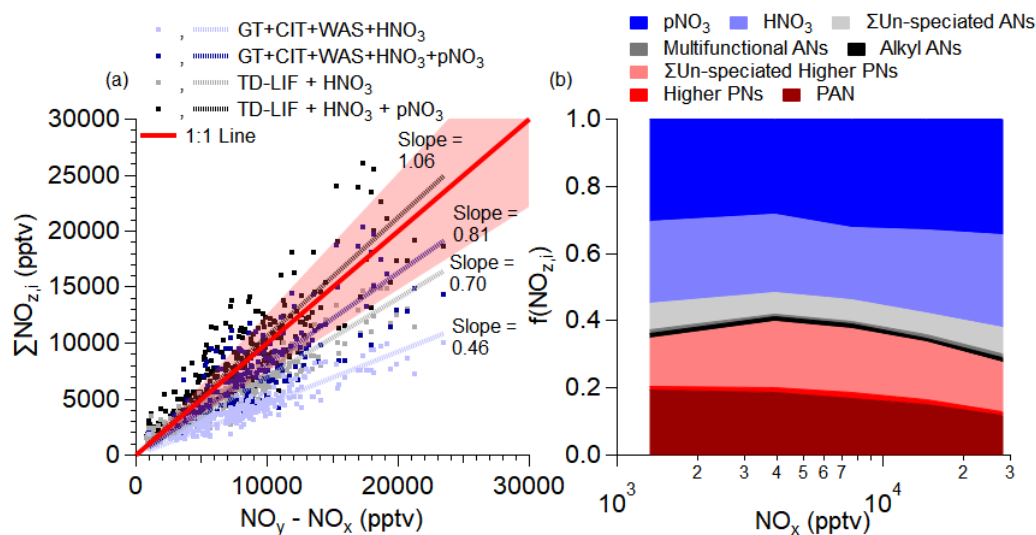 , GT+CIT+WAS+HNO₃
, GT+CIT+WAS+HNO₃+pNO₃
, TD-LIF + HNO₃
, TD-LIF + HNO₃ + pNO₃
1:1 Line
(a)
30000
25000
20000
15000
10000
5000
0
ΣNO_z,i (pptv)
Slope =
1.06
Slope =
0.81
Slope =
0.70
Slope =
0.46
0 10000 20000 30000
NOy - NOₓ (pptv)
pNO₃ HNO₃ ΣUn-speciated ANs
Multifunctional ANs Alkyl ANs
ΣUn-speciated Higher PNs
Higher PNs PAN
(b)
1.0
0.8
0.6
0.4
0.2
0.0
f(NO_z,i)
10³ 2 3 4 5 6 7 10⁴ 2 3
NOₓ (pptv)